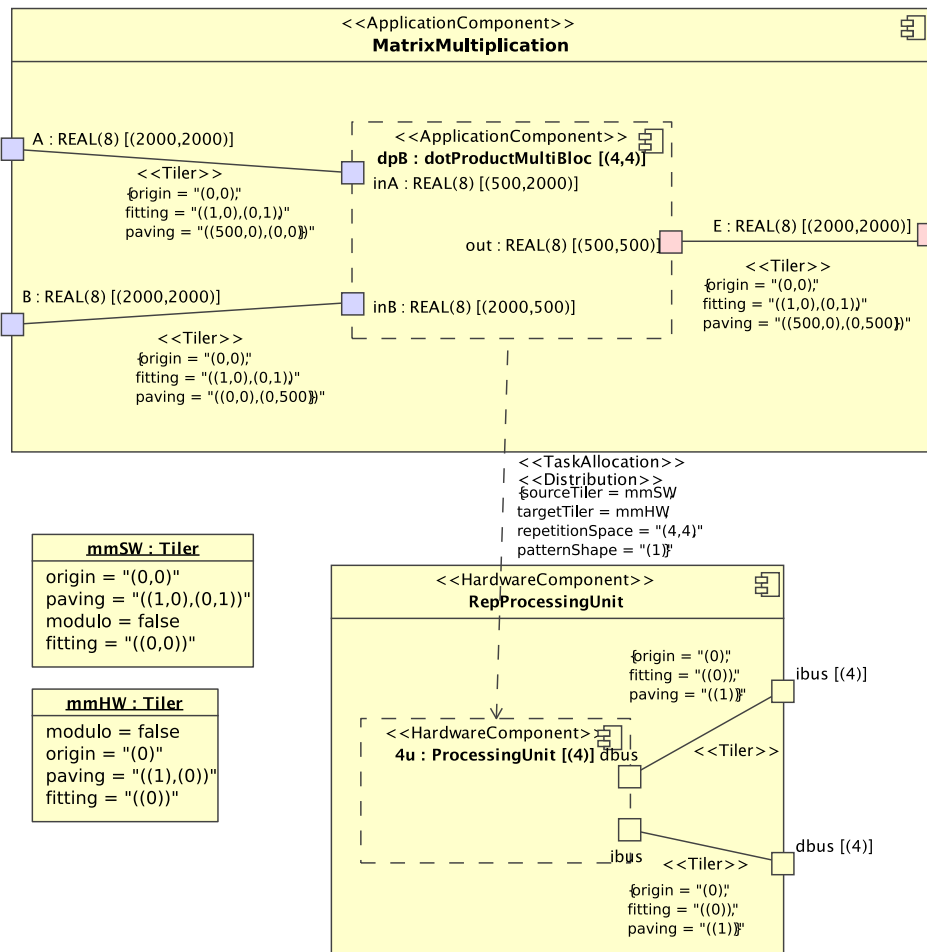 <<ApplicationComponent>>
MatrixMultiplication
A : REAL(8) [(2000,2000)]
<<Tiler>>
{origin = "(0,0)",
fitting = "((1,0),(0,1))"
paving = "((500,0),(0,0))"}
<<ApplicationComponent>>
dpB : dotProductMultiBloc [(4,4)]
inA : REAL(8) [(500,2000)]
out : REAL(8) [(500,500)]
inB : REAL(8) [(2000,500)]
E : REAL(8) [(2000,2000)]
<<Tiler>>
{origin = "(0,0)",
fitting = "((1,0),(0,1))",
paving = "((500,0),(0,500))"}
B : REAL(8) [(2000,2000)]
<<Tiler>>
{origin = "(0,0)",
fitting = "((1,0),(0,1))",
paving = "((0,0),(0,500))"}
<<TaskAllocation>>
<<Distribution>>
{sourceTiler = mmSW,
targetTiler = mmHW,
repetitionSpace = "(4,4)",
patternShape = "(1)"}
mmSW : Tiler
origin = "(0,0)"
paving = "((1,0),(0,1))"
modulo = false
fitting = "((0,0))"
mmHW : Tiler
modulo = false
origin = "(0)"
paving = "((1),(0))"
fitting = "((0))"
<<HardwareComponent>>
RepProcessingUnit
{origin = "(0)",
fitting = "((0))",
paving = "((1))"}
ibus [(4)]
<<Tiler>>
<<HardwareComponent>>
4u : ProcessingUnit [(4)]
dbus
ibus
dbus [(4)]
<<Tiler>>
{origin = "(0)",
fitting = "((0))",
paving = "((1))"}